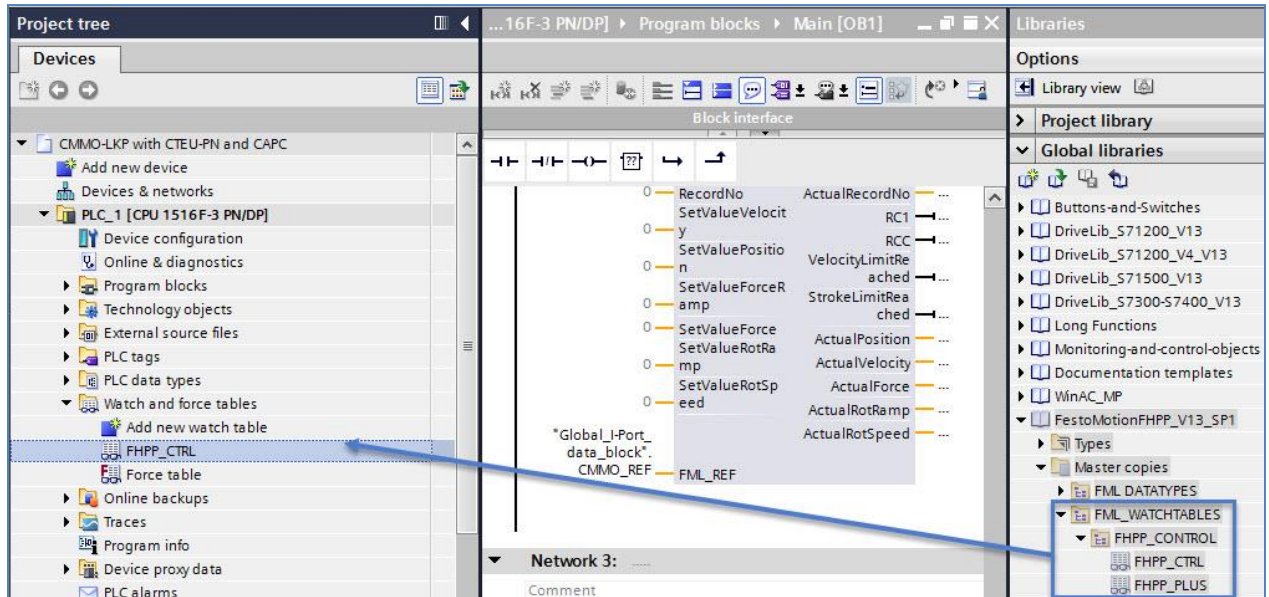 Project tree
Devices
CMMO-LKP with CTEU-PN and CAPC
Add new device
Devices & networks
PLC_1 [CPU 1516F-3 PN/DP]
Device configuration
Online & diagnostics
Program blocks
Technology objects
External source files
PLC tags
PLC data types
Watch and force tables
Add new watch table
FHPP_CTRL
Force table
Online backups
Traces
Program info
Device proxy data
PLC alarms
...16F-3 PN/DP] Program blocks Main [OB1]
Block interface
??
0 RecordNo ActualRecordNo ...
SetValueVelocit RC1 ...
0 y
RCC ...
SetValuePositio VelocityLimitRe
0 n ached ...
SetValueForceR StrokeLimitRea
0 amp ched ...
0 SetValueForce ActualPosition ...
SetValueRotRa ActualVelocity ...
0 mp
SetValueRotSp ActualForce ...
0 eed ActualRotRamp ...
"Global_I-Port_ ActualRotSpeed ...
data_block".
CMMO_REF FML_REF
Network 3: .....
Comment
Libraries
Options
Library view
Project library
Global libraries
Buttons-and-Switches
DriveLib_S71200_V13
DriveLib_S71200_V4_V13
DriveLib_S71500_V13
DriveLib_S7300-S7400_V13
Long Functions
Monitoring-and-control-objects
Documentation templates
WinAC_MP
FestoMotionFHPP_V13_SP1
Types
Master copies
FML DATATYPES
FML_WATCHTABLES
FHPP_CONTROL
FHPP_CTRL
FHPP_PLUS